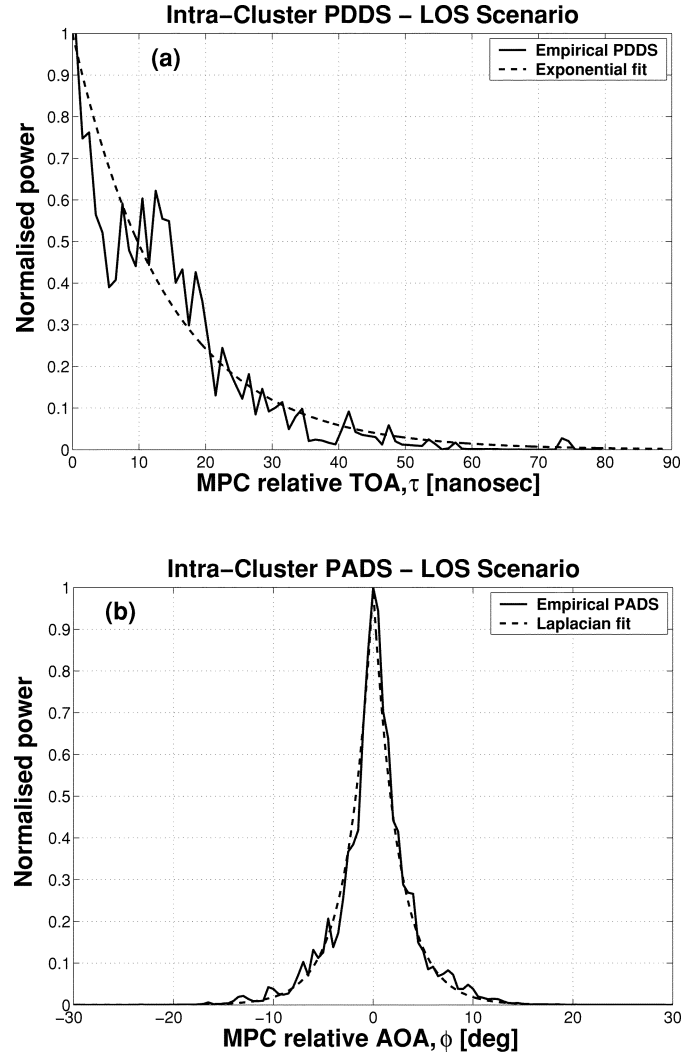 Intra−Cluster PDDS − LOS Scenario
(a)
Empirical PDDS
Exponential fit
Normalised power
1
0.9
0.8
0.7
0.6
0.5
0.4
0.3
0.2
0.1
0
0 10 20 30 40 50 60 70 80 90
MPC relative TOA,τ [nanosec]
Intra−Cluster PADS − LOS Scenario
(b)
Empirical PADS
Laplacian fit
Normalised power
1
0.9
0.8
0.7
0.6
0.5
0.4
0.3
0.2
0.1
0
−30 −20 −10 0 10 20 30
MPC relative AOA,ϕ [deg]